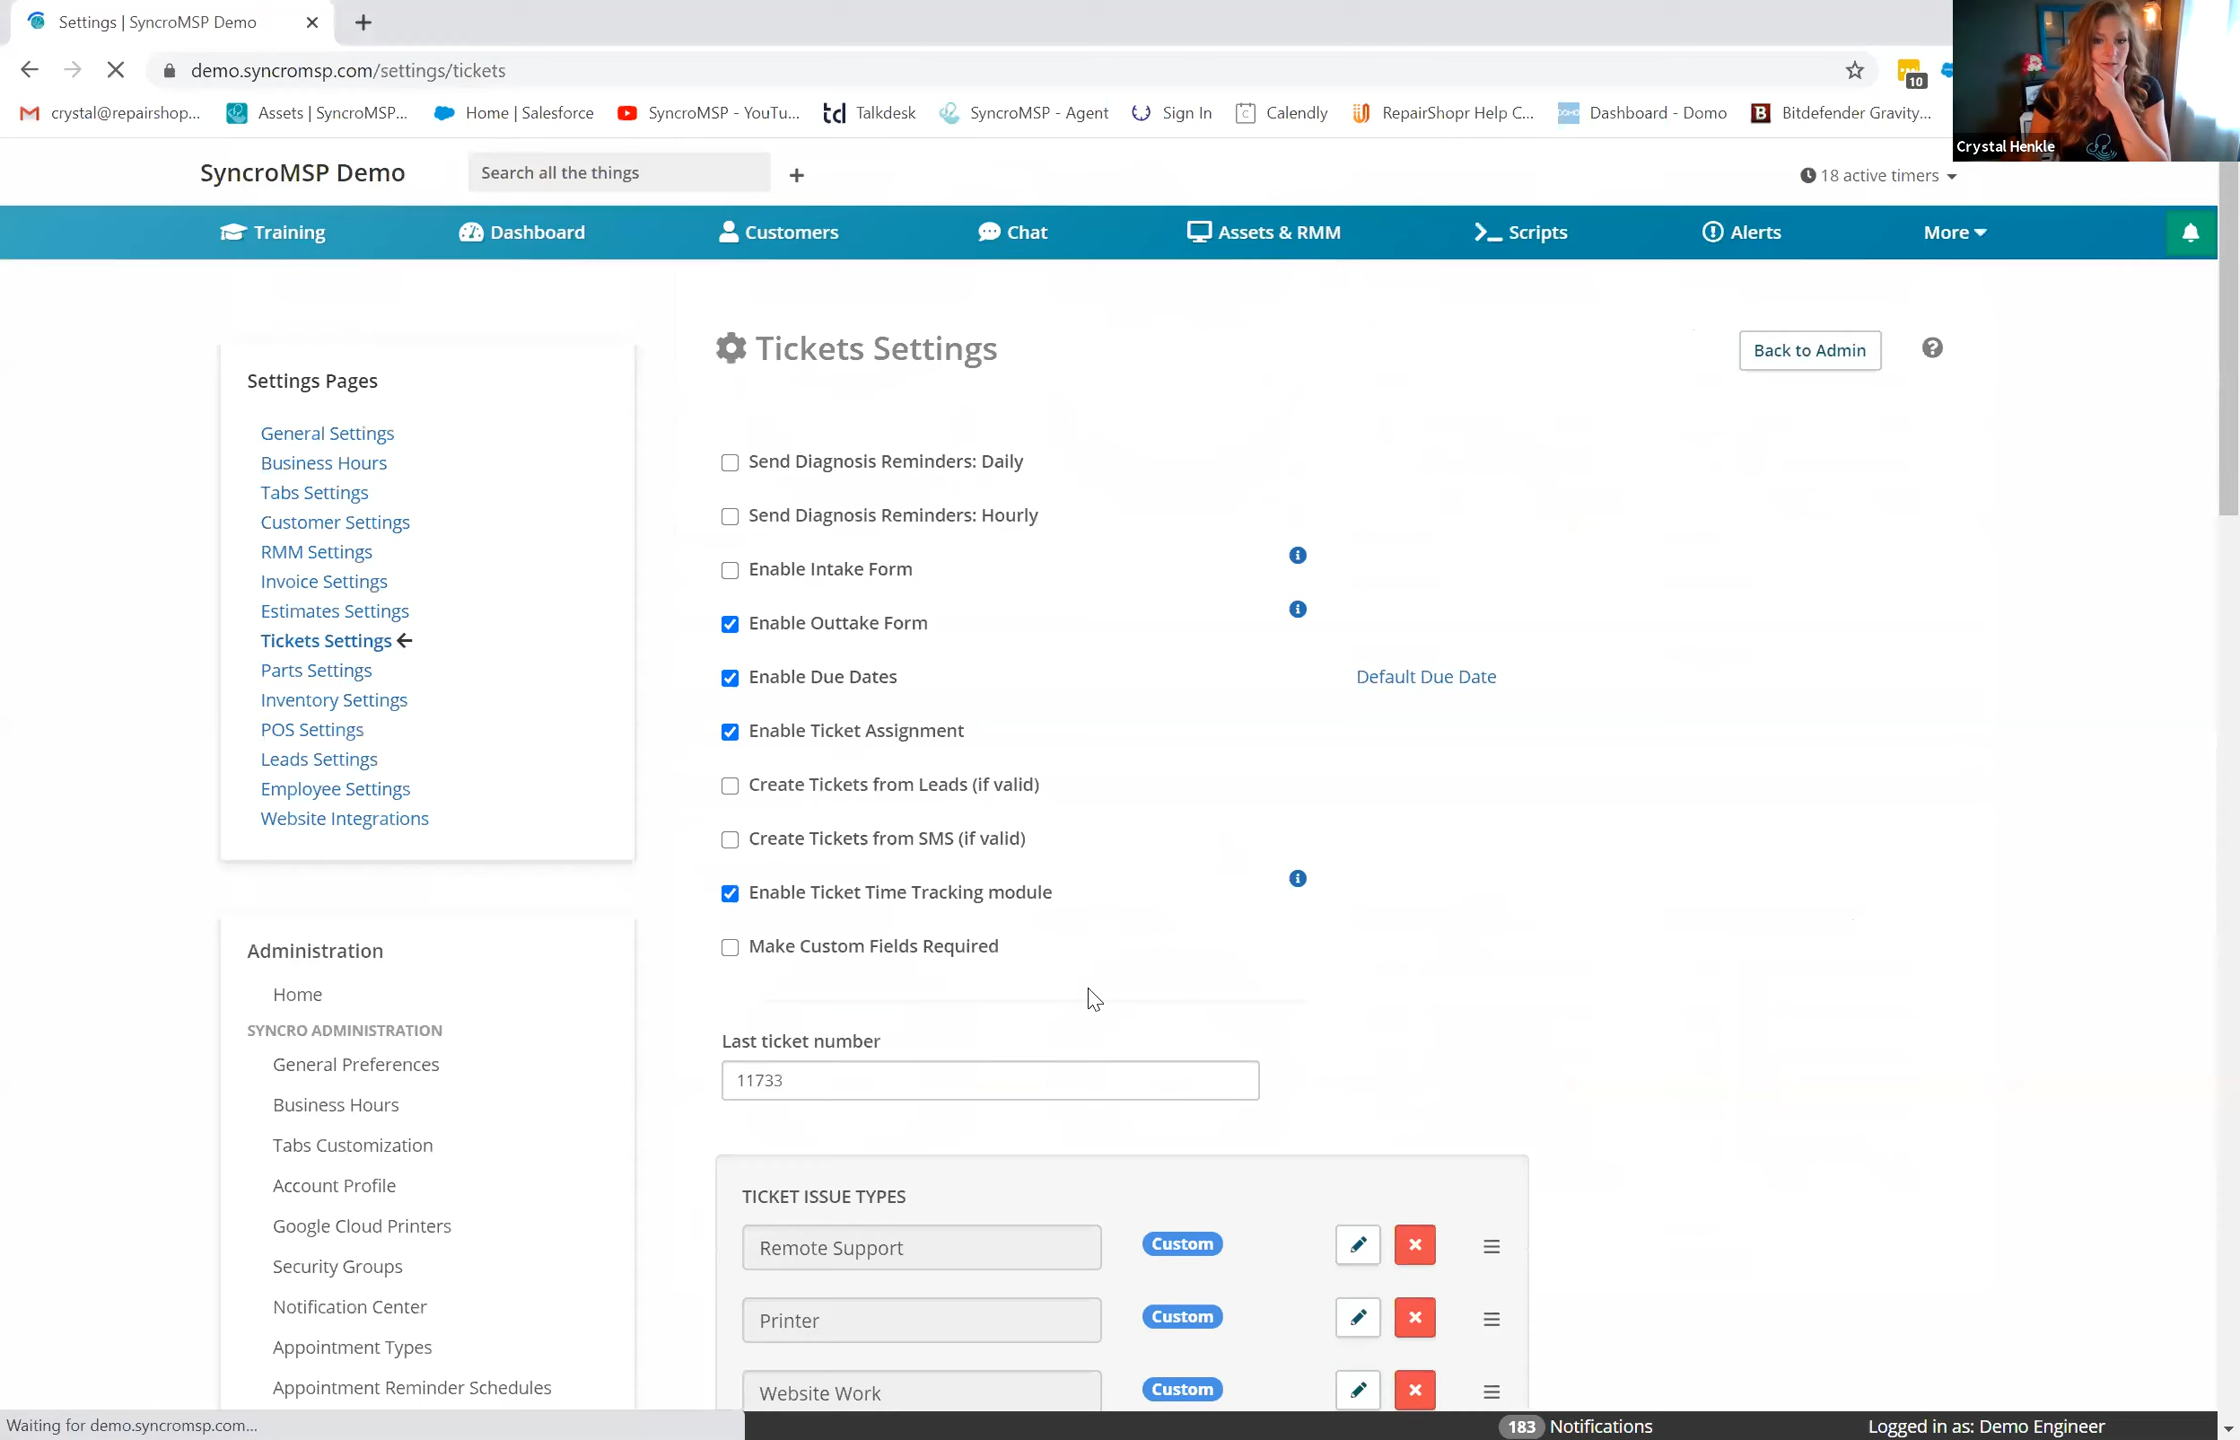 Settings | SyncroMSP Demo
demo.syncromsp.com/settings/tickets
10
crystal@repairshop...
Assets | SyncroMSP...
Home | Salesforce
SyncroMSP - YouTu...
td Talkdesk
SyncroMSP - Agent
Sign In
Calendly
RepairShopr Help C...
Dashboard - Domo
B Bitdefender Gravity...
Crystal Henkle
SyncroMSP Demo
Search all the things
18 active timers
Training
Dashboard
Customers
Chat
Assets & RMM
Scripts
Alerts
More
Tickets Settings
Back to Admin
Settings Pages
General Settings
Business Hours
Tabs Settings
Customer Settings
RMM Settings
Invoice Settings
Estimates Settings
Tickets Settings
Parts Settings
Inventory Settings
POS Settings
Leads Settings
Employee Settings
Website Integrations
Send Diagnosis Reminders: Daily
Send Diagnosis Reminders: Hourly
Enable Intake Form
Enable Outtake Form
Enable Due Dates
Default Due Date
Enable Ticket Assignment
Create Tickets from Leads (if valid)
Create Tickets from SMS (if valid)
Enable Ticket Time Tracking module
Make Custom Fields Required
Last ticket number
11733
Administration
Home
SYNCRO ADMINISTRATION
General Preferences
Business Hours
Tabs Customization
Account Profile
Google Cloud Printers
Security Groups
Notification Center
Appointment Types
Appointment Reminder Schedules
TICKET ISSUE TYPES
Remote Support Custom
Printer Custom
Website Work Custom
Waiting for demo.syncromsp.com...
183 Notifications
Logged in as: Demo Engineer